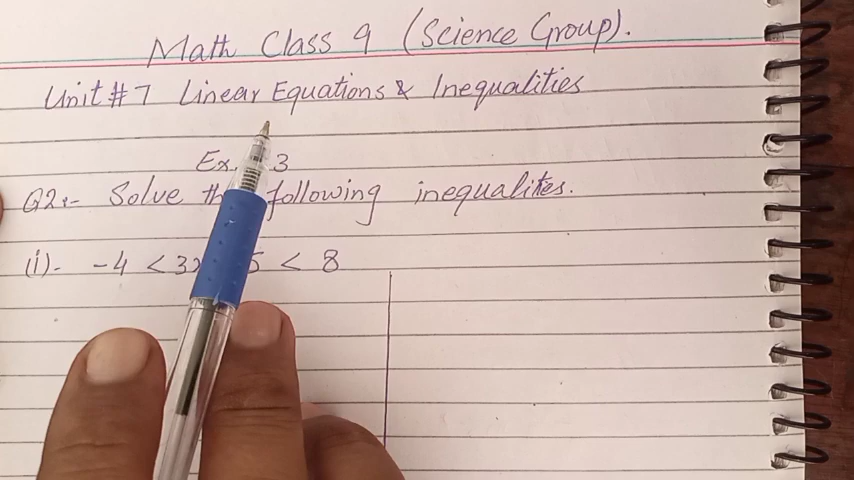 Math Class 9 (Science Group).
Unit #7 Linear Equations & Inequalities
Ex. 3
Q2:- Solve the following inequalites.
(i). -4 < 3x 5 < 8